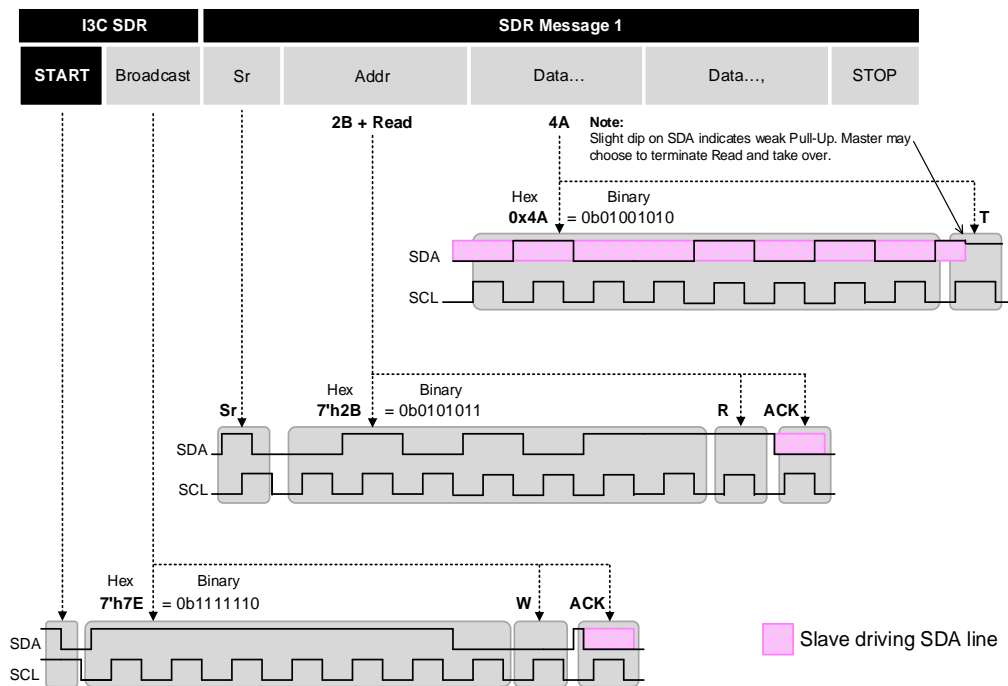 I3C SDR SDR Message 1
START Broadcast Sr Addr Data… Data…, STOP
2B + Read 4A Note:
Slight dip on SDA indicates weak Pull-Up. Master may
choose to terminate Read and take over.
Hex Binary T
0x4A = 0b01001010
SDA
SCL
Hex Binary
Sr 7'h2B = 0b0101011 R ACK
SDA
SCL
Hex Binary
7'h7E = 0b1111110 W ACK
SDA
SCL
Slave driving SDA line